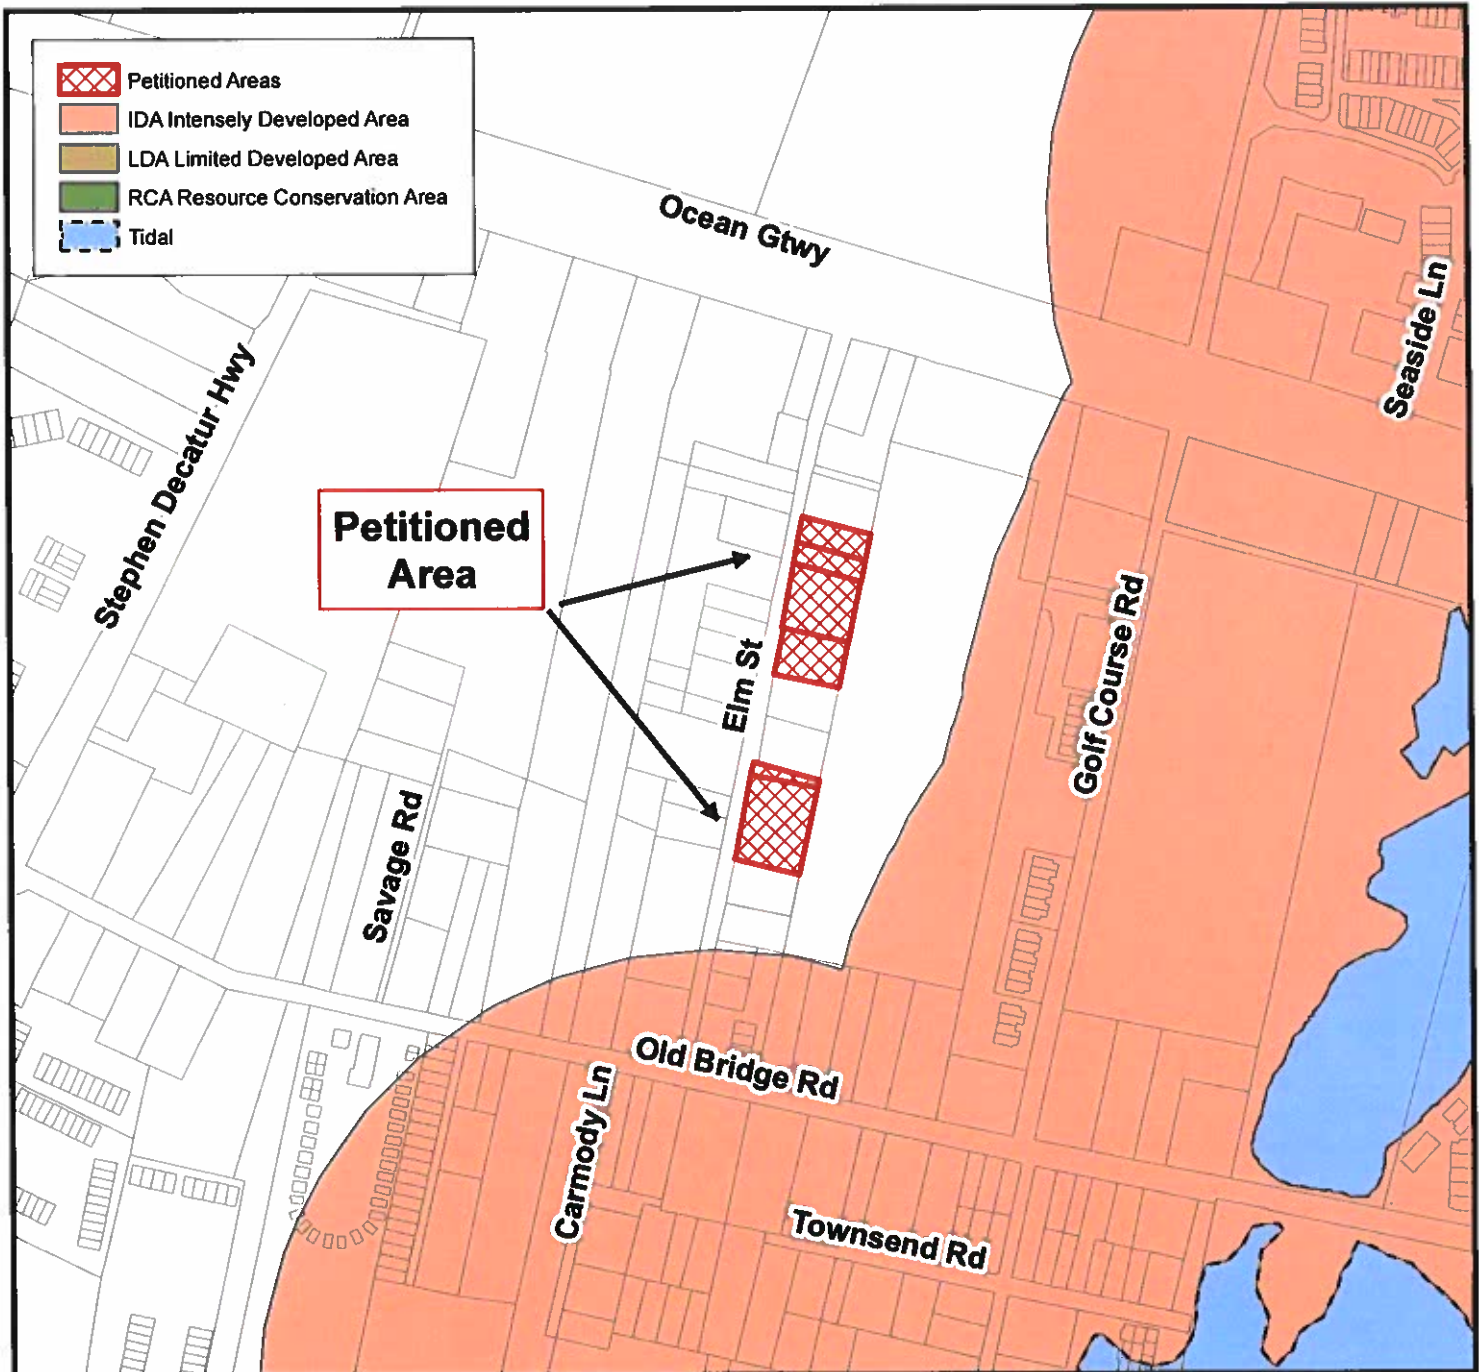 Petitioned Areas
IDA Intensely Developed Area
LDA Limited Developed Area
RCA Resource Conservation Area
Tidal
Ocean Gtwy
Seaside Ln
Stephen Decatur Hwy
Petitioned
Area
Golf Course Rd
Elm St
Savage Rd
Old Bridge Rd
Carmody Ln
Townsend Rd